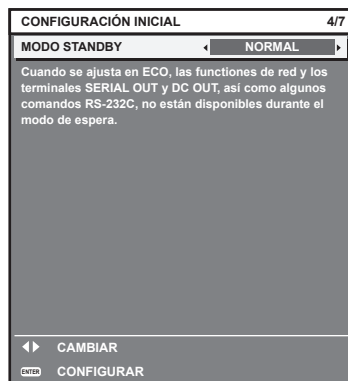 CONFIGURACIÓN INICIAL 4/7
MODO STANDBY NORMAL
Cuando se ajusta en ECO, las functiones de red y los
terminales SERIAL OUT y DC OUT, así como algunos
comandos RS-232C, no están disponibles durante el
modo de espera.
CAMBIAR
ENTER CONFIGURAR